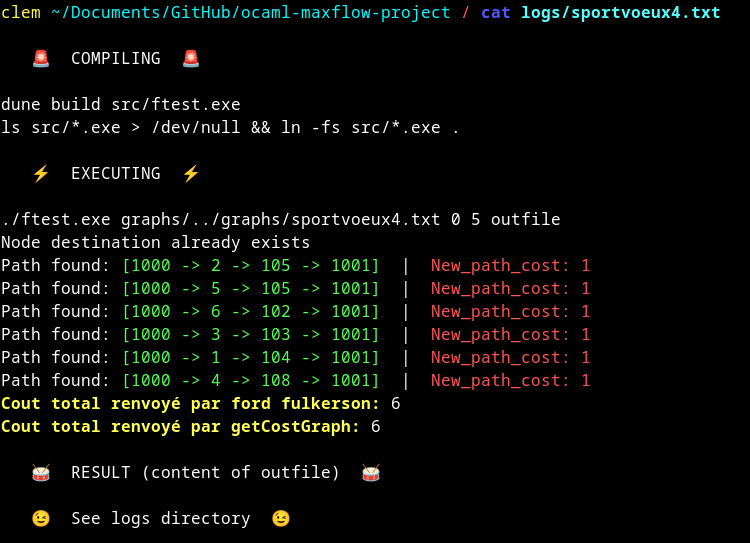 clem ~/Documents/GitHub/ocaml-maxflow-project / cat logs/sportvoeux4.txt
🚨 COMPILING 🚨
dune build src/ftest.exe
ls src/*.exe > /dev/null && ln -fs src/*.exe .
⚡ EXECUTING ⚡
./ftest.exe graphs/../graphs/sportvoeux4.txt 0 5 outfile
Node destination already exists
Path found: [1000 -> 2 -> 105 -> 1001] | New_path_cost: 1
Path found: [1000 -> 5 -> 105 -> 1001] | New_path_cost: 1
Path found: [1000 -> 6 -> 102 -> 1001] | New_path_cost: 1
Path found: [1000 -> 3 -> 103 -> 1001] | New_path_cost: 1
Path found: [1000 -> 1 -> 104 -> 1001] | New_path_cost: 1
Path found: [1000 -> 4 -> 108 -> 1001] | New_path_cost: 1
Cout total renvoyé par ford fulkerson: 6
Cout total renvoyé par getCostGraph: 6
🥁 RESULT (content of outfile) 🥁
😉 See logs directory 😉